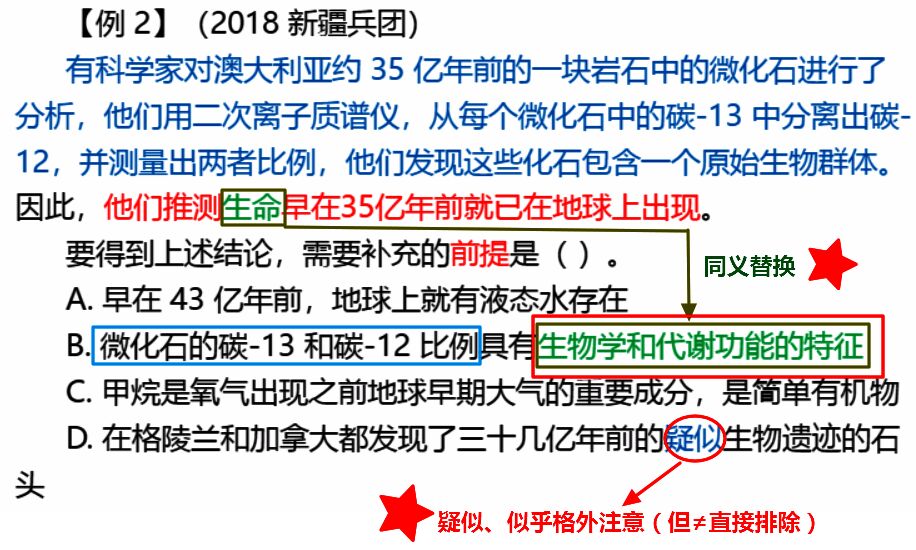 【例 2】（2018 新疆兵团）
有科学家对澳大利亚约 35 亿年前的一块岩石中的微化石进行了
分析，他们用二次离子质谱仪，从每个微化石中的碳-13 中分离出碳-
12，并测量出两者比例，他们发现这些化石包含一个原始生物群体。
因此，他们推测生命早在35亿年前就已在地球上出现。
要得到上述结论，需要补充的前提是（ ）。
同义替换
A. 早在 43 亿年前，地球上就有液态水存在
B. 微化石的碳-13 和碳-12 比例具有生物学和代谢功能的特征
C. 甲烷是氧气出现之前地球早期大气的重要成分，是简单有机物
D. 在格陵兰和加拿大都发现了三十几亿年前的疑似生物遗迹的石
头
疑似、似乎格外注意（但≠直接排除）